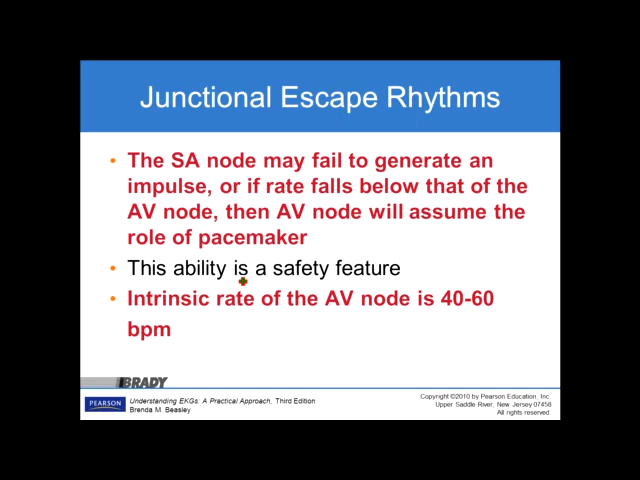 Junctional Escape Rhythms
• The SA node may fail to generate an
impulse, or if rate falls below that of the
AV node, then AV node will assume the
role of pacemaker
• This ability is a safety feature
• Intrinsic rate of the AV node is 40-60
bpm
BRADY
PEARSON
Understanding EKGs: A Practical Approach, Third Edition
Brenda M. Beasley
Copyright ©2010 by Pearson Education, Inc.
Upper Saddle River, New Jersey 07458
All rights reserved.